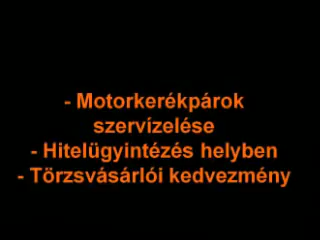 - Motorkerékpárok
szervízelése
- Hitelügyintézés helyben
- Törzsvásárlói kedvezmény